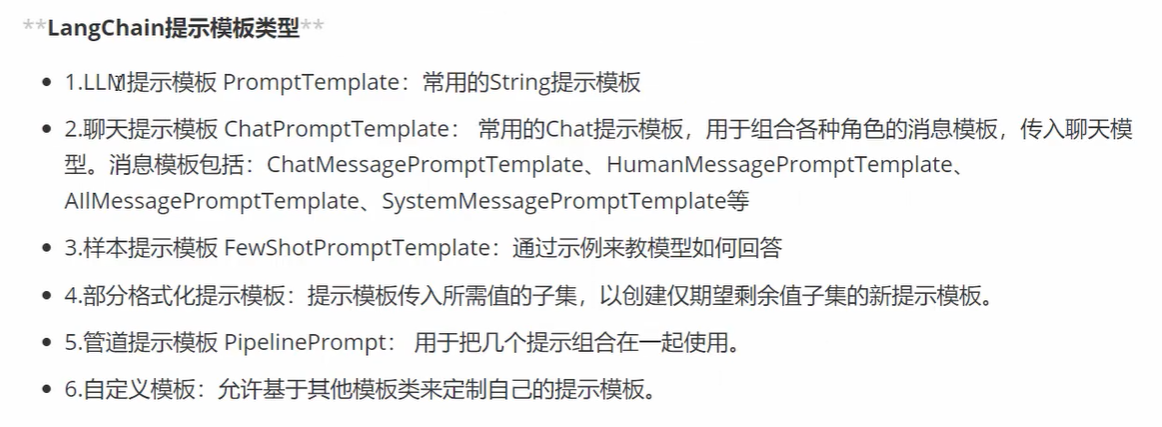 **LangChain提示模板类型**
1.LLM提示模板 PromptTemplate：常用的String提示模板
2.聊天提示模板 ChatPromptTemplate： 常用的Chat提示模板，用于组合各种角色的消息模板，传入聊天模
型。消息模板包括：ChatMessagePromptTemplate、HumanMessagePromptTemplate、
AIlMessagePromptTemplate、SystemMessagePromptTemplate等
3.样本提示模板 FewShotPromptTemplate：通过示例来教模型如何回答
4.部分格式化提示模板：提示模板传入所需值的子集，以创建仅期望剩余值子集的新提示模板。
5.管道提示模板 PipelinePrompt： 用于把几个提示组合在一起使用。
6.自定义模板：允许基于其他模板类来定制自己的提示模板。